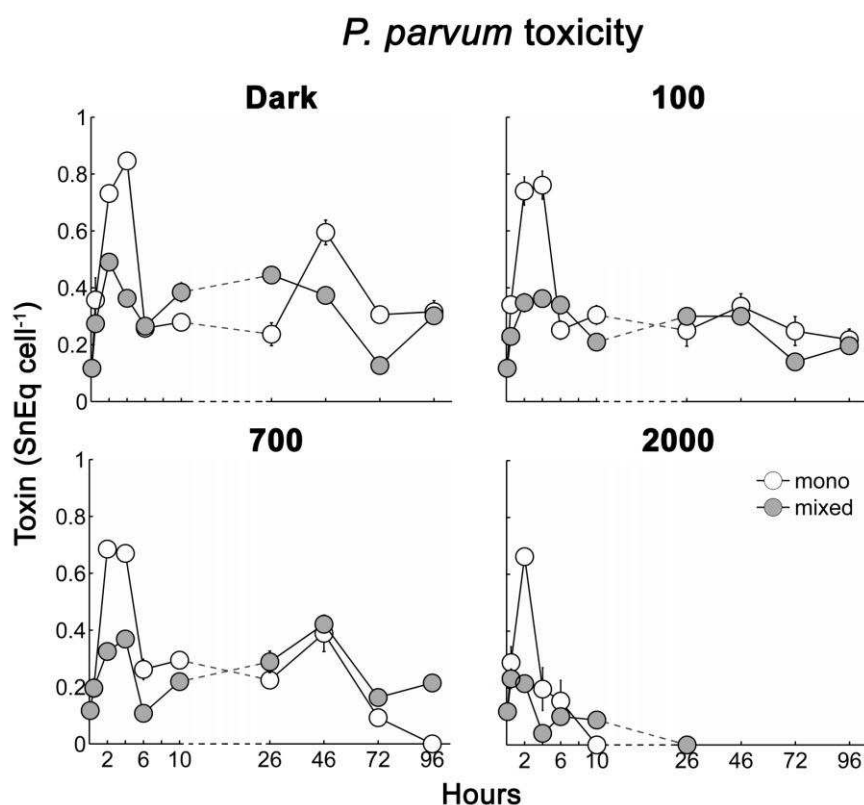 P. parvum toxicity
Dark
100
1
0.8
0.6
0.4
0.2
0
Toxin (SnEq cell⁻¹)
700
2000
1
0.8
0.6
0.4
0.2
0
mono
mixed
2 6 10 26 46 72 96
2 6 10 26 46 72 96
Hours